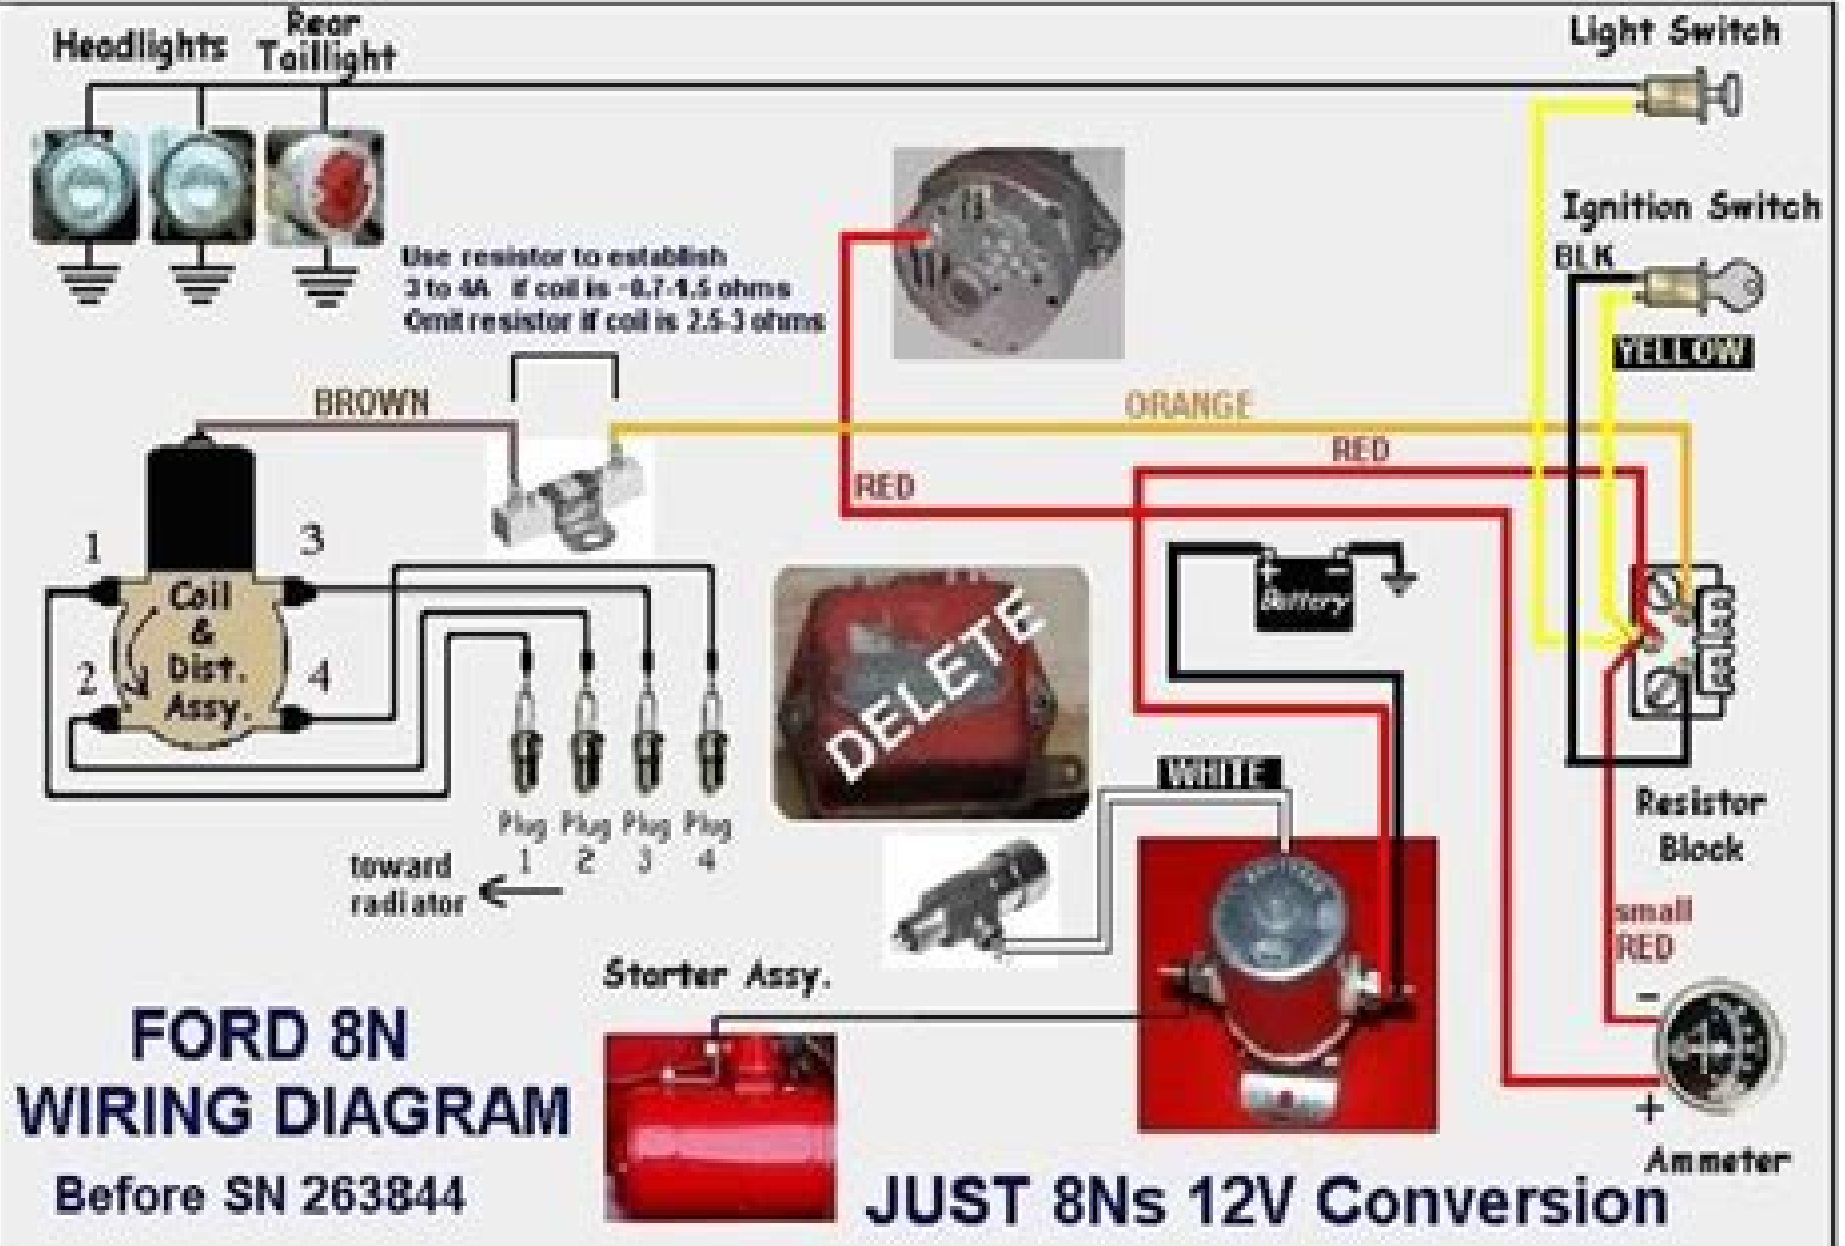 Headlights
Rear
Taillight
Light Switch
Ignition Switch
BLK
YELLOW
Use resistor to establish
3 to 4A if coil is ~0.7-1.5 ohms
Omit resistor if coil is 2.5-3 ohms
BROWN
ORANGE
RED
RED
1
3
Coil
&
Dist.
Assy.
2
4
+ -
Battery
DELETE
WHITE
Plug Plug Plug Plug
1 2 3 4
toward
radiator
Resistor
Block
small
RED
Starter Assy.
-
+
Ammeter
FORD 8N
WIRING DIAGRAM
Before SN 263844
JUST 8Ns 12V Conversion